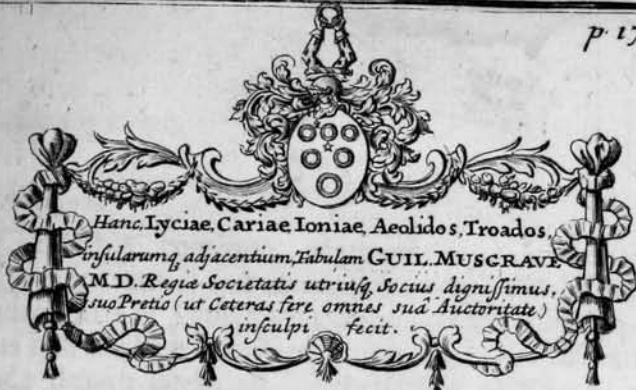 p. 17
Hanc, Lyciae, Cariae, Ioniae, Aeolidos, Troados,
insularumq adjacentium, Tabulam GUIL. MUSGRAVE
M.D. Regiæ Societatis utriusq, Socius dignissimus,
suo Pretio (ut Ceteras fere omnes suâ Auctoritate)
insculpi fecit.